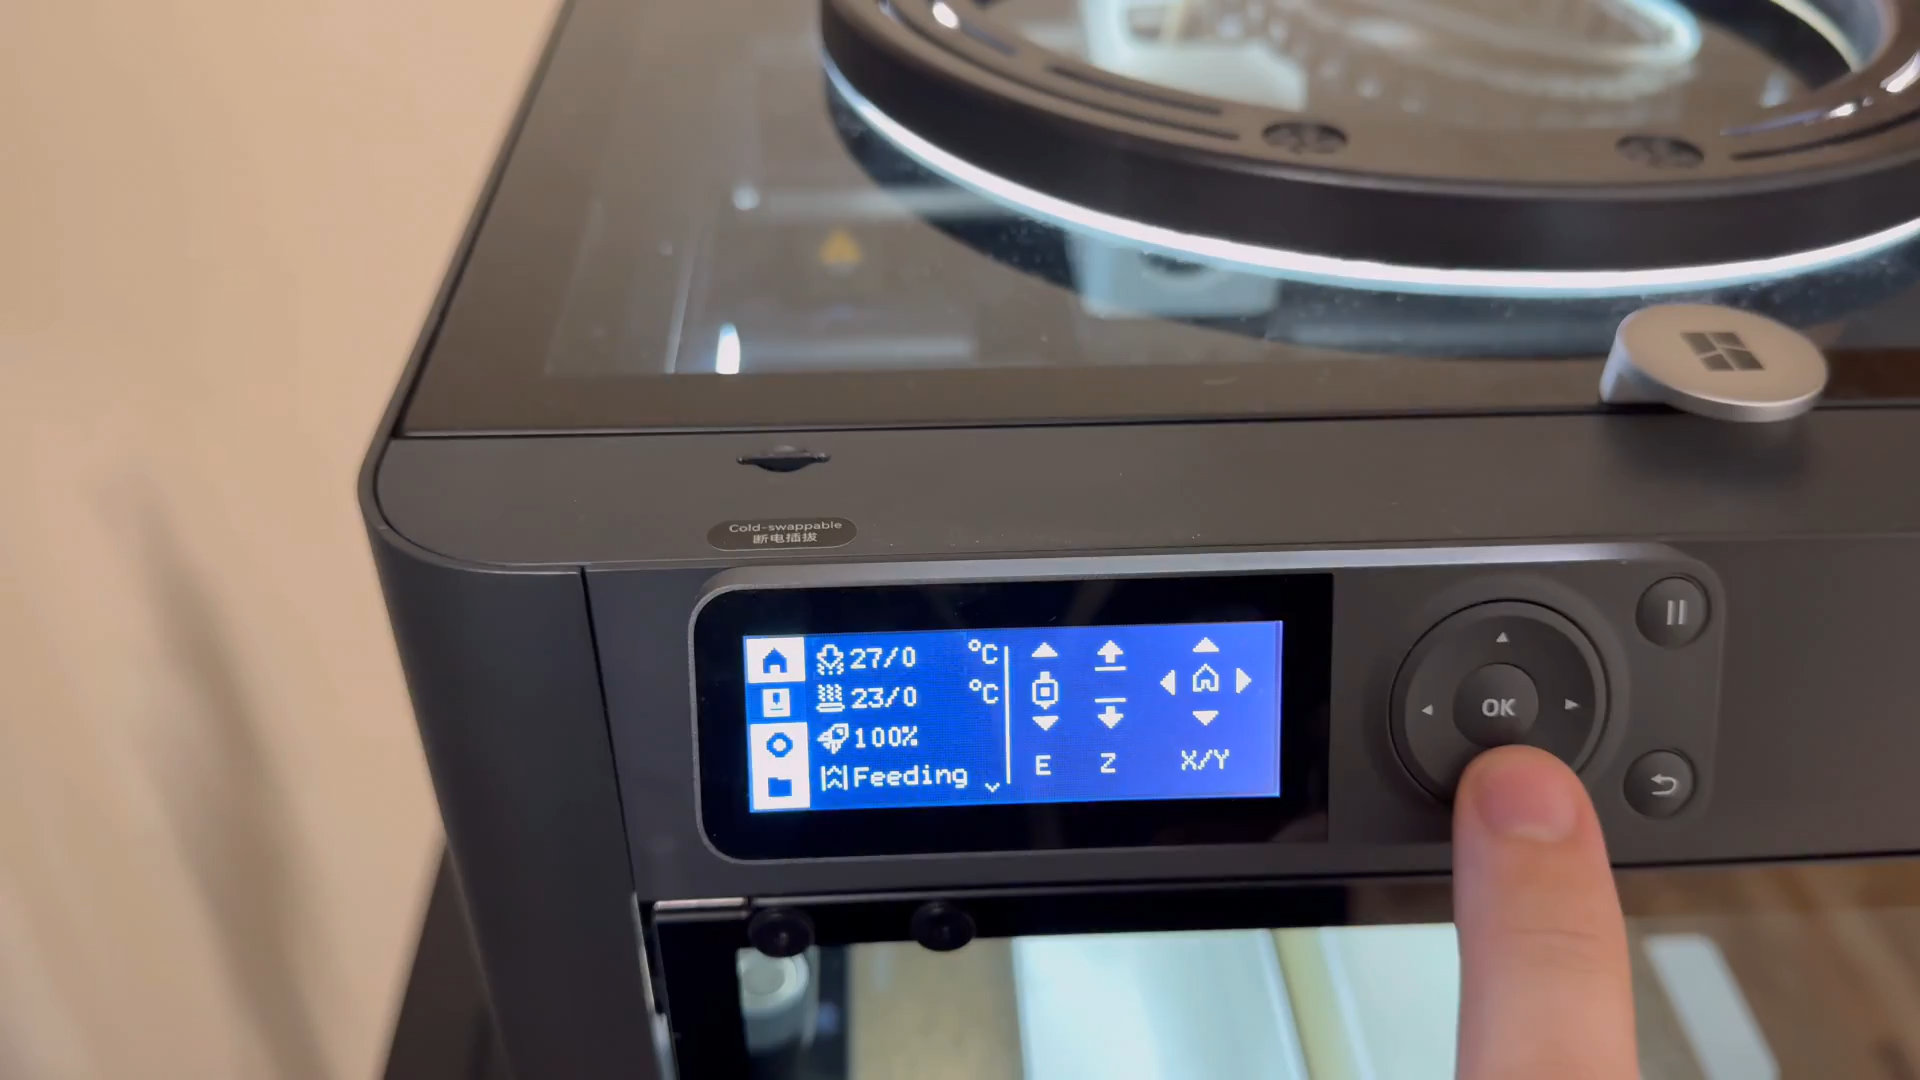 Cold-swappable
断电插拔
27/0 °C
23/0 °C
100%
Feeding
E Z X/Y
OK